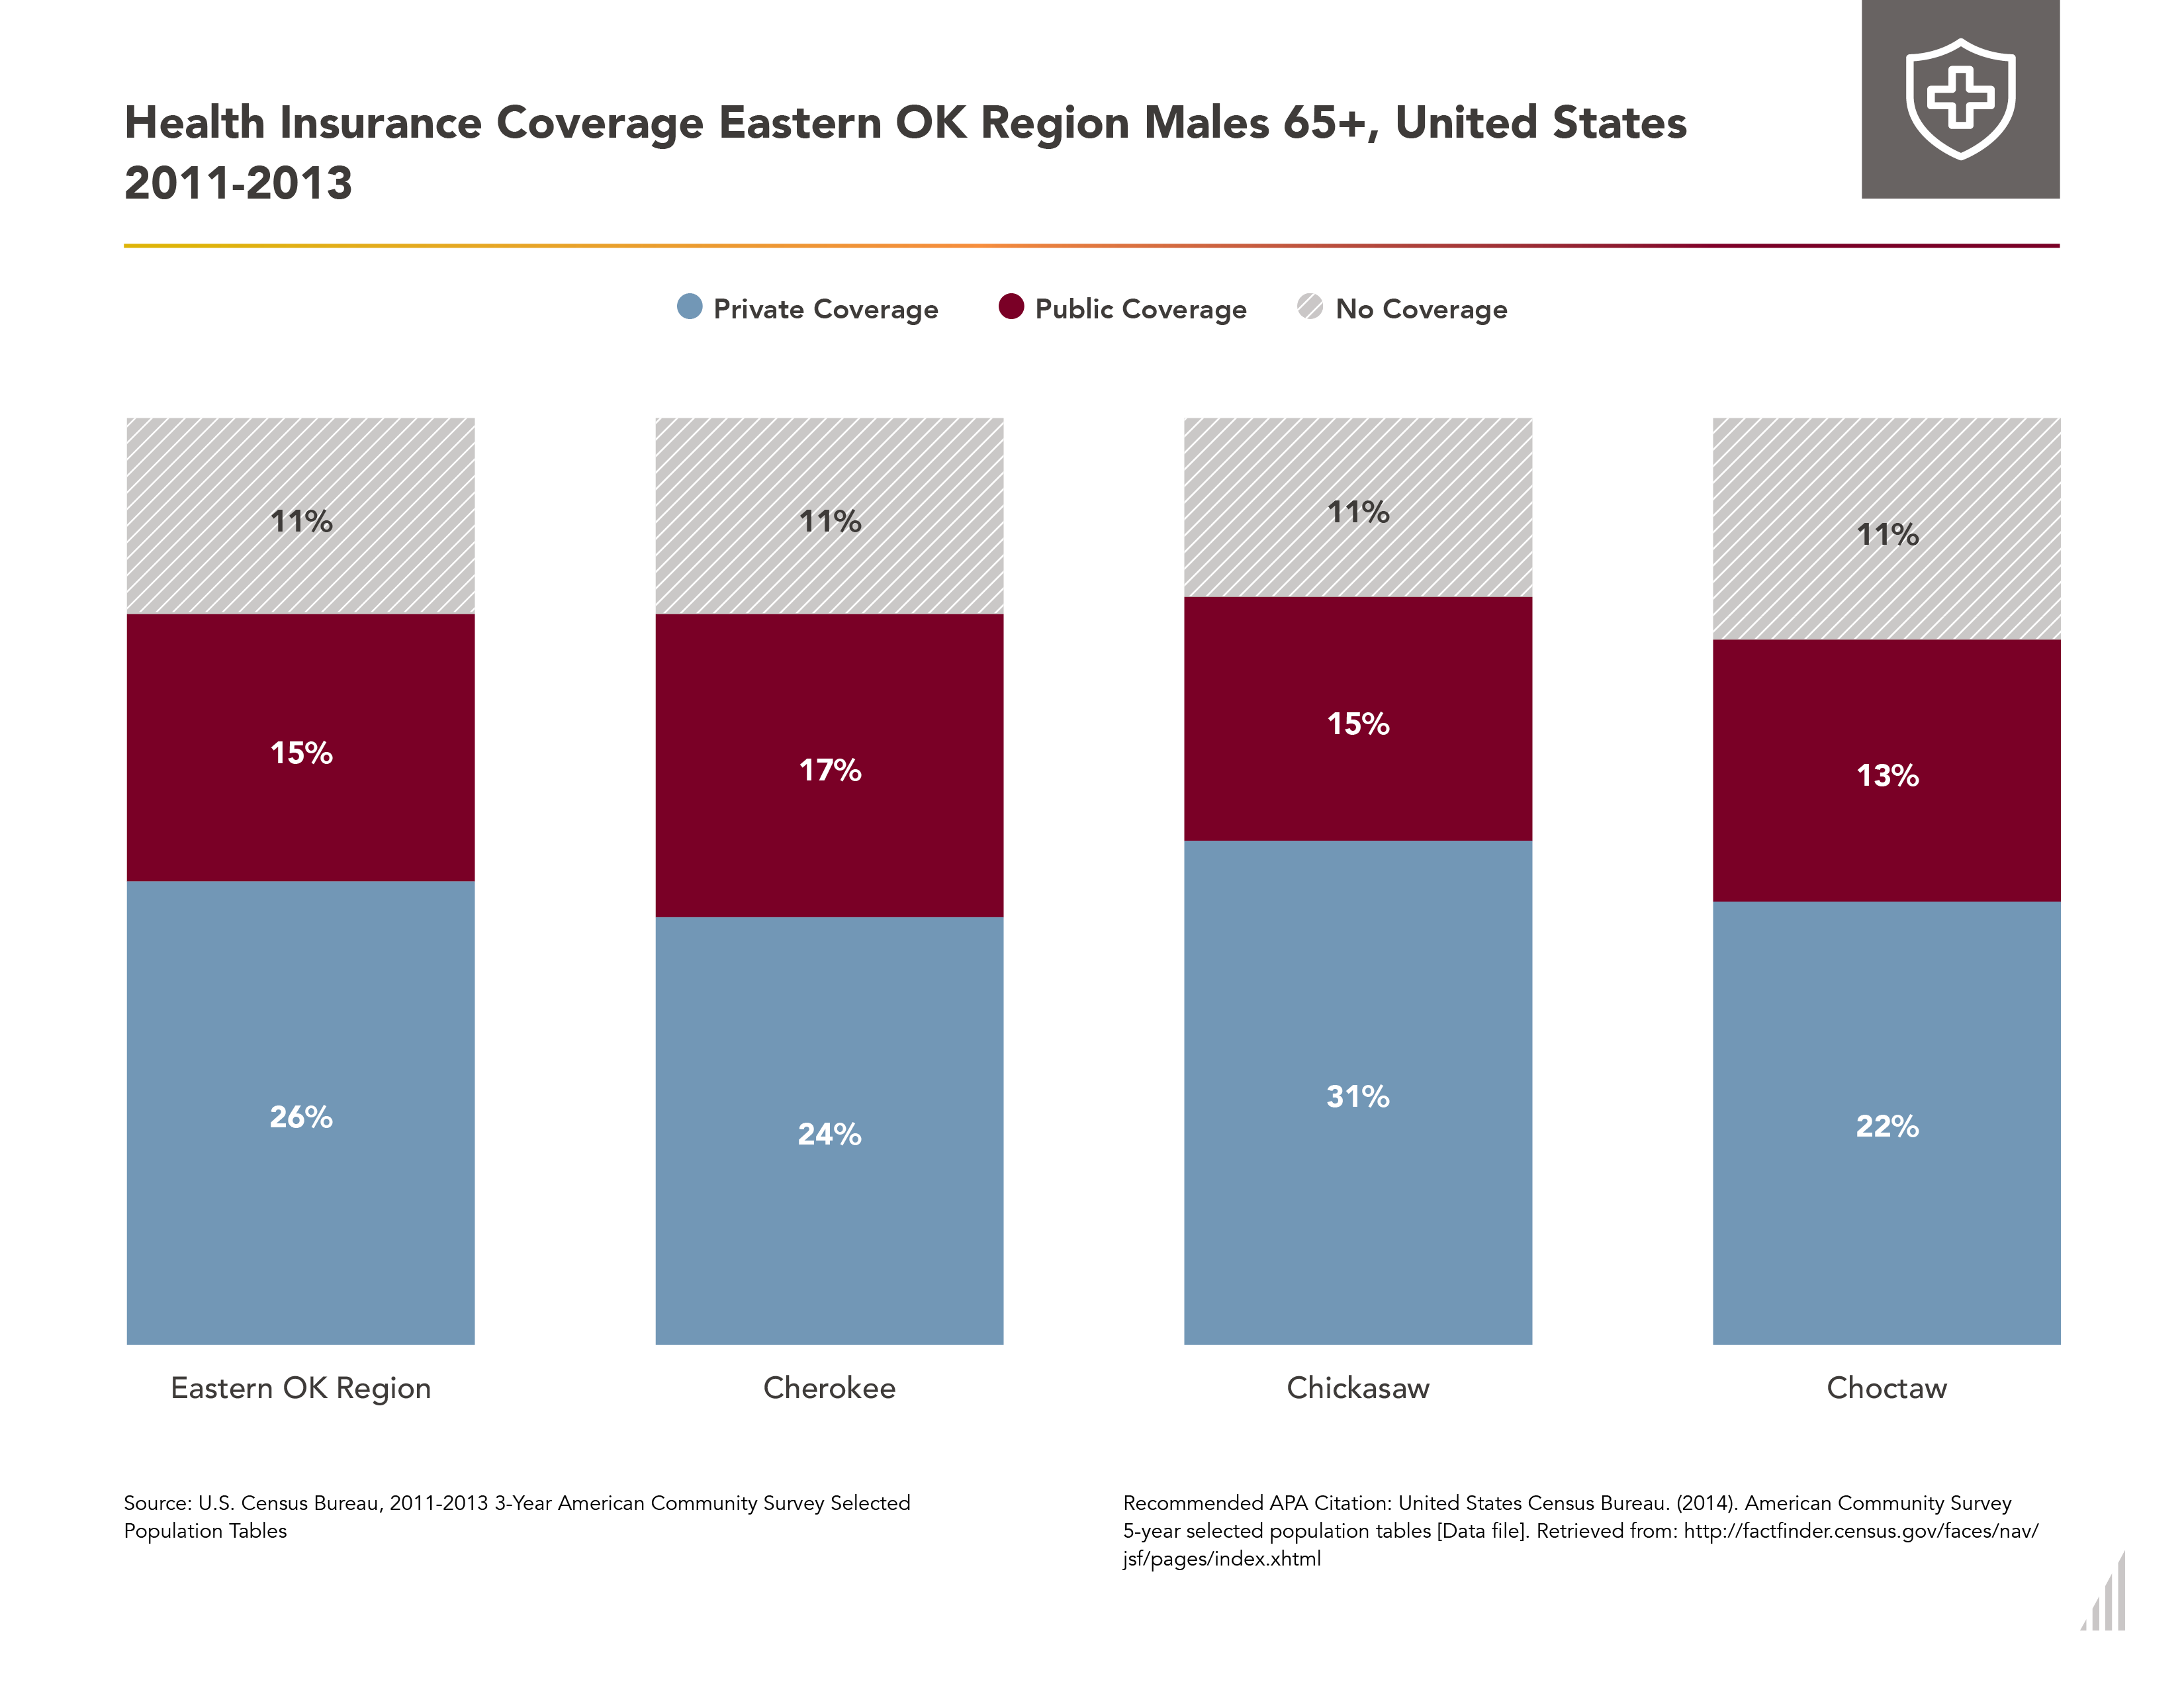 Health Insurance Coverage Eastern OK Region Males 65+, United States
2011-2013
Private Coverage
Public Coverage
No Coverage
11%
11%
11%
11%
15%
17%
15%
13%
26%
24%
31%
22%
Eastern OK Region
Cherokee
Chickasaw
Choctaw
Source: U.S. Census Bureau, 2011-2013 3-Year American Community Survey Selected
Population Tables
Recommended APA Citation: United States Census Bureau. (2014). American Community Survey
5-year selected population tables [Data file]. Retrieved from: http://factfinder.census.gov/faces/nav/
jsf/pages/index.xhtml